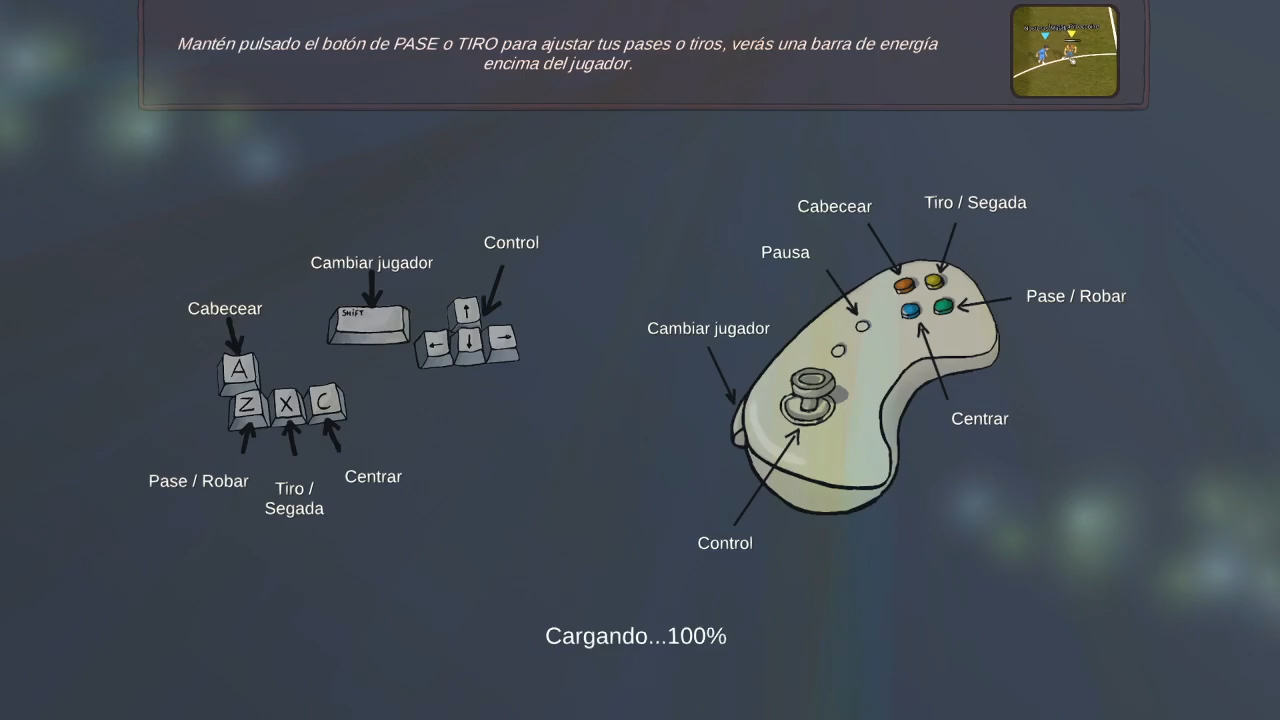 Mantén pulsado el botón de PASE o TIRO para ajustar tus pases o tiros, verás una barra de energía
encima del jugador.
Cabecear
Tiro / Segada
Pausa
Control
Cambiar jugador
Pase / Robar
Cabecear
Cambiar jugador
SHIFT
↑
← ↓ →
A
Z X C
Centrar
Pase / Robar
Tiro /
Segada
Centrar
Control
Cargando...100%